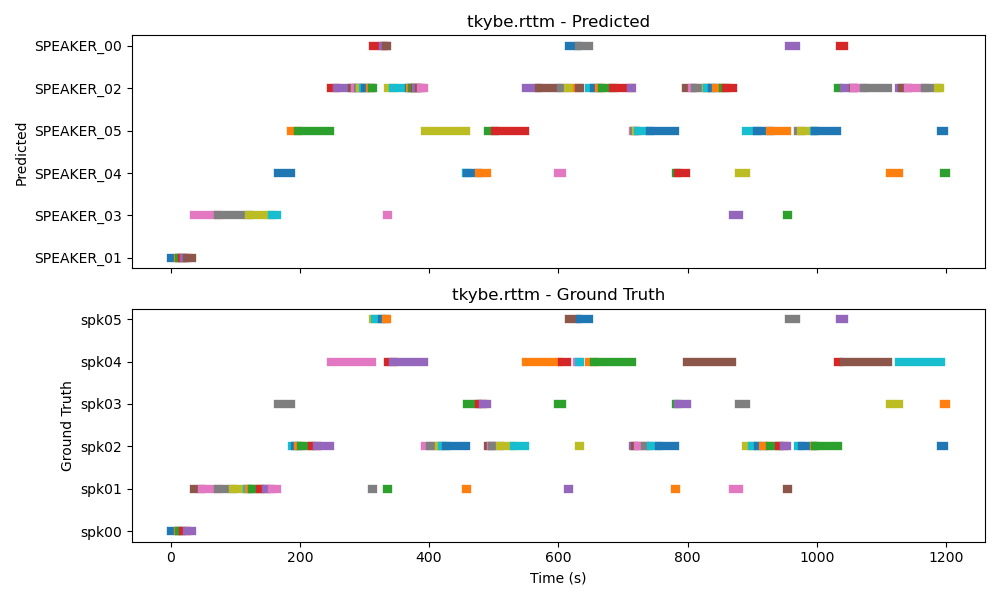 tkybe.rttm - Predicted
SPEAKER_00
SPEAKER_02
SPEAKER_05
SPEAKER_04
SPEAKER_03
SPEAKER_01
Predicted
tkybe.rttm - Ground Truth
spk05
spk04
spk03
spk02
spk01
spk00
Ground Truth
0 200 400 600 800 1000 1200
Time (s)